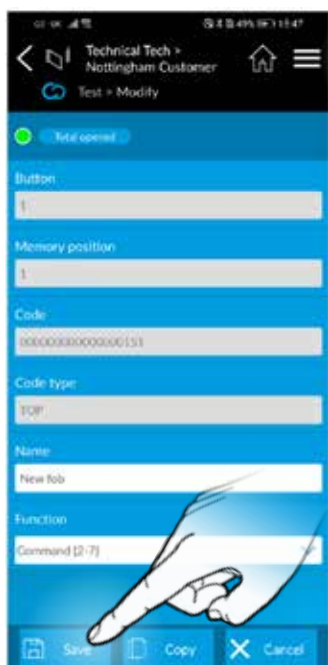 Technical Tech >
Nottingham Customer
Test > Modify
Total opened
Button
1
Memory position
1
Code
Code type
TOP
Name
New fob
Function
Command [2-7]
Save
Copy
Cancel